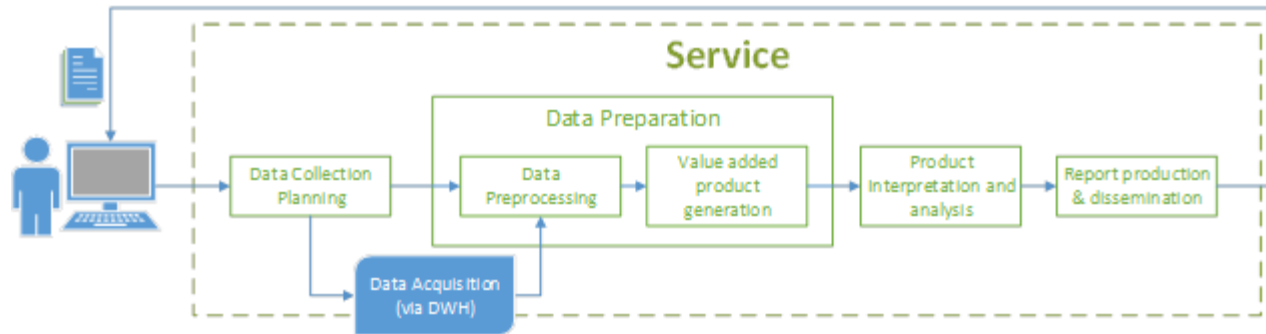 Service
Data Preparation
Data Collection
Planning
Data
Preprocessing
Value added
product
generation
Product
Interpretation and
analysis
Report production
& dissemination
Data Acquisition
(via DWH)